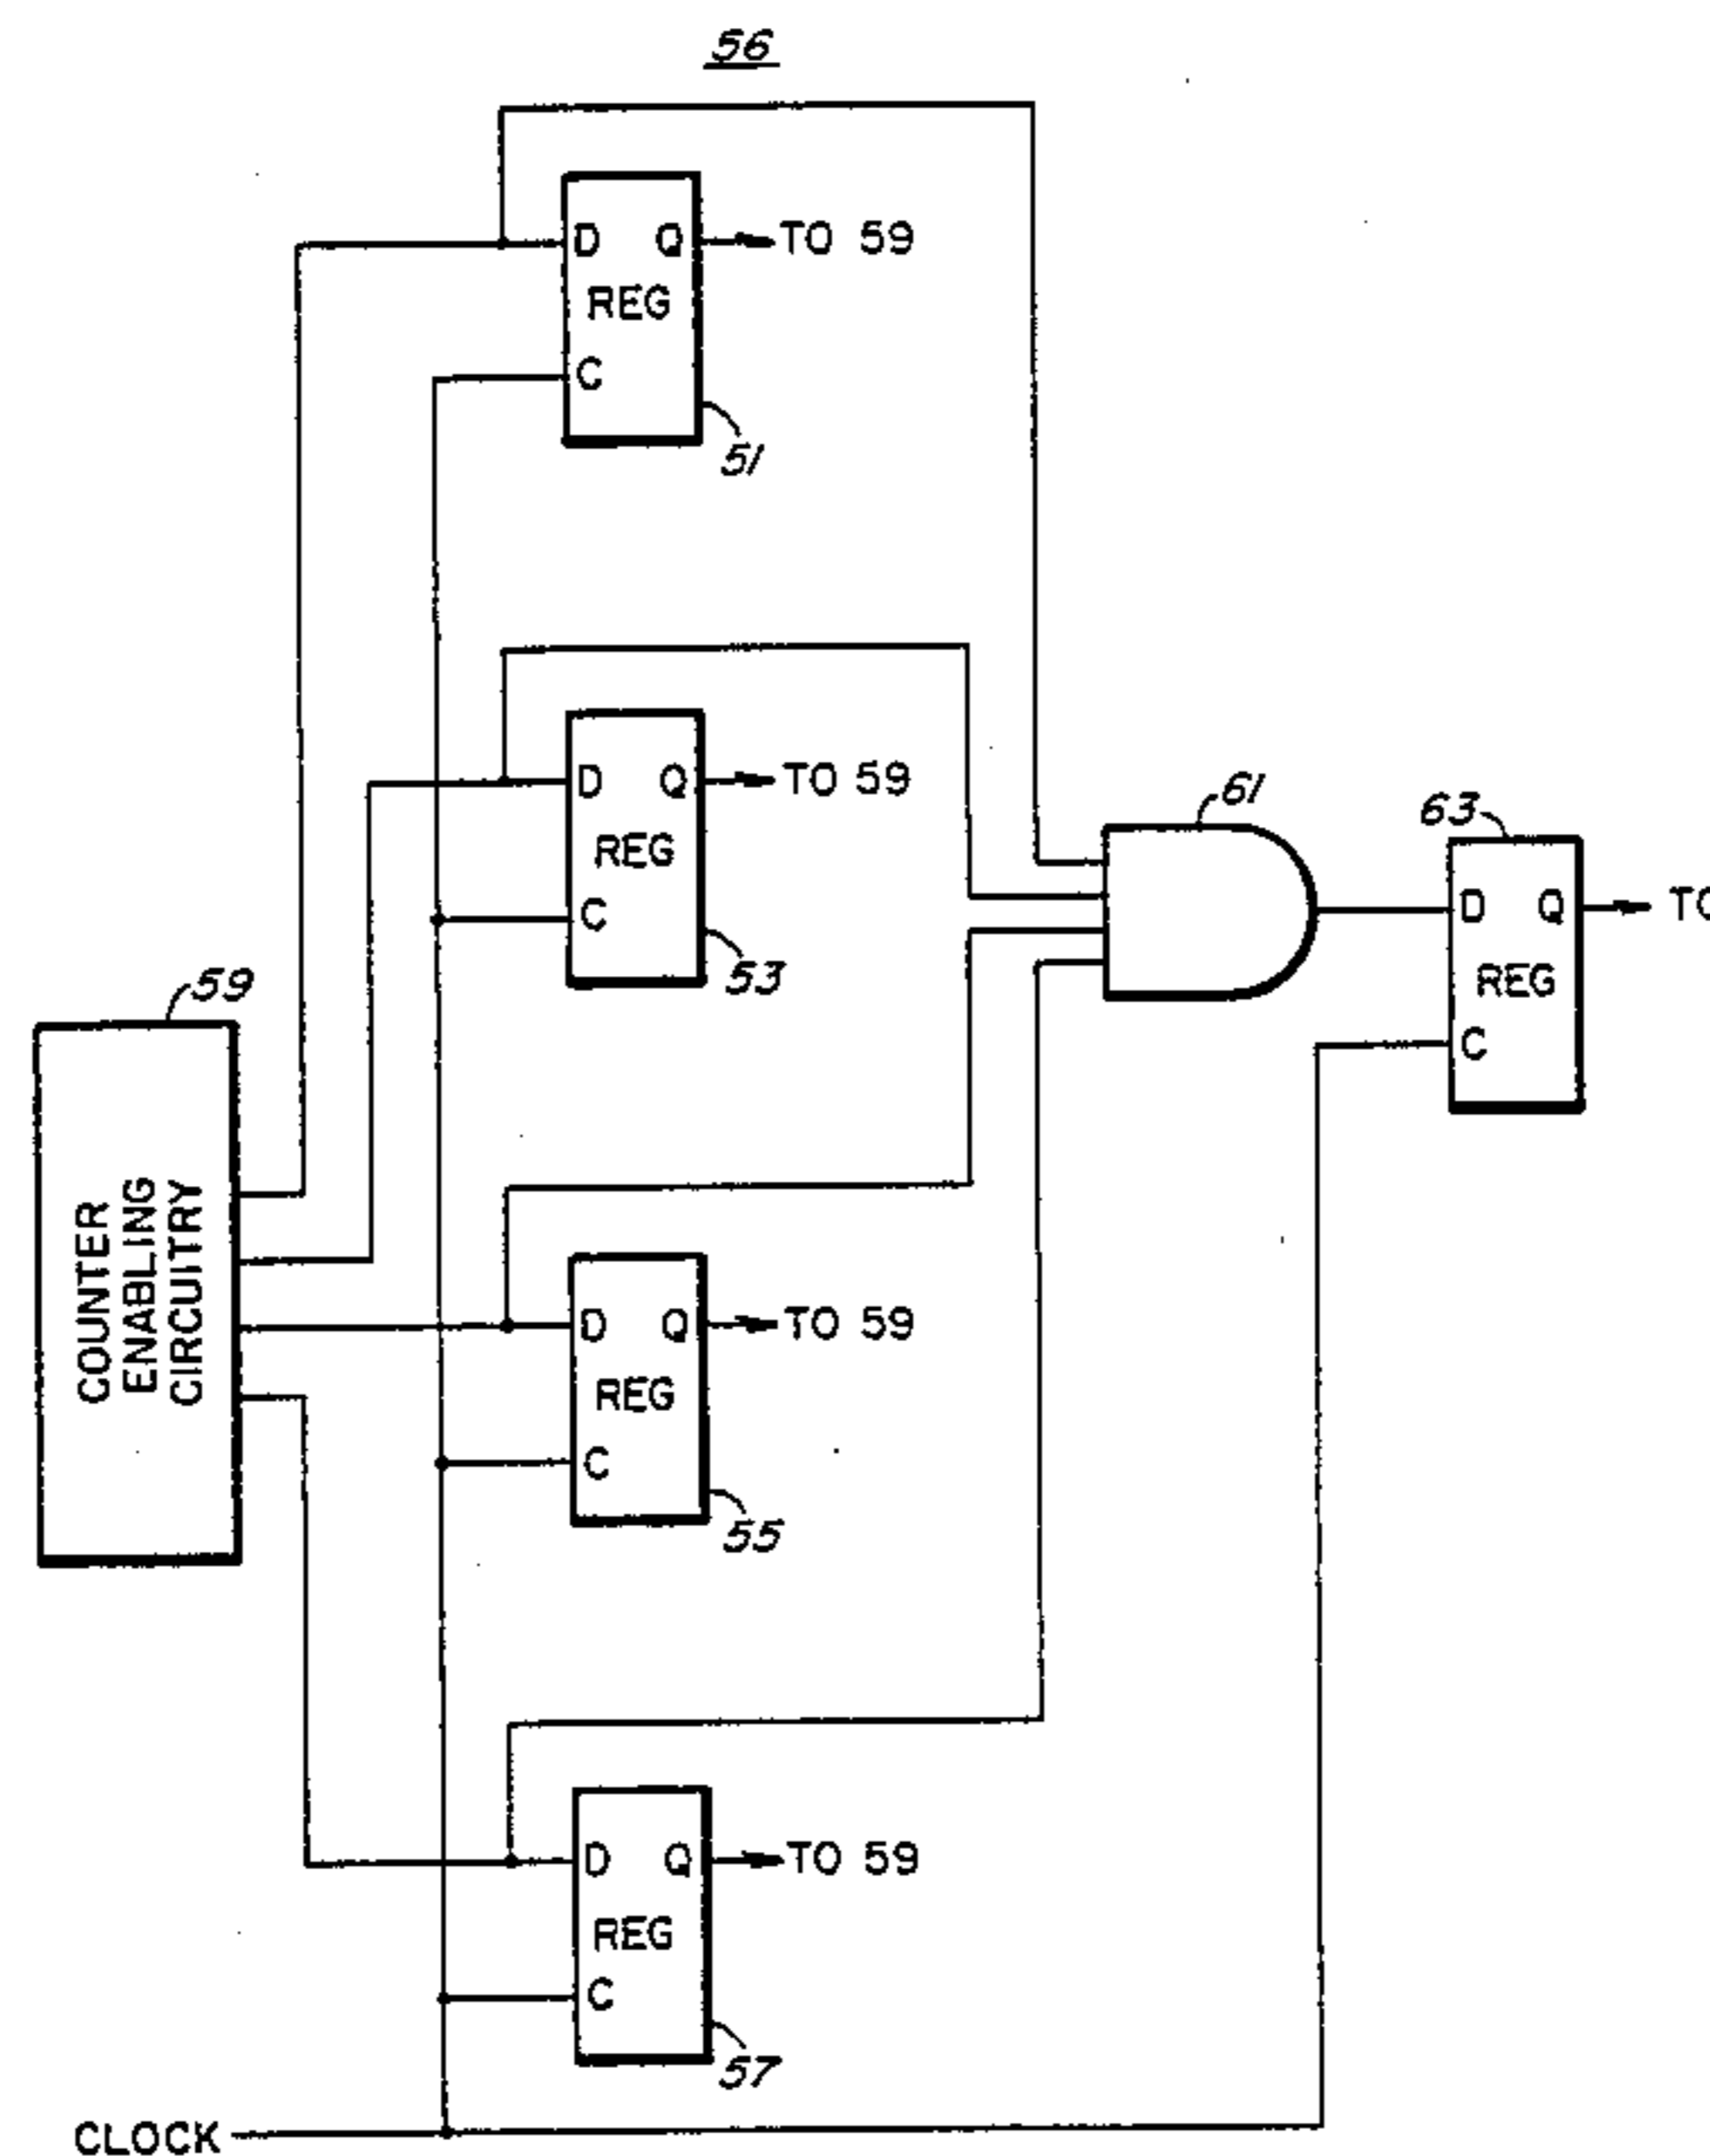 56
D Q TO 59
REG
C
51
D Q TO 59
REG
C
53
61
63
D Q TO
REG
C
59
COUNTER
ENABLING
CIRCUITRY
D Q TO 59
REG
C
55
D Q TO 59
REG
C
57
CLOCK